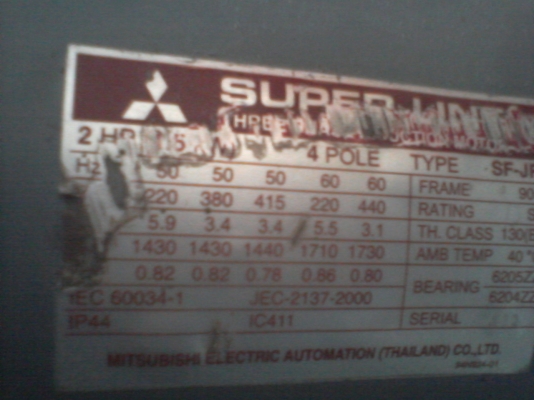 SUPER LINE
2 HP 4 POLE TYPE SF-JR
Hz 50 50 50 60 60 FRAME 90
220 380 415 220 440 RATING S
5.9 3.4 3.4 5.5 3.1 TH. CLASS 130(B
1430 1430 1440 1710 1730 AMB TEMP 40 °
0.82 0.82 0.78 0.86 0.80 BEARING 6205ZZ
IEC 60034-1 JEC-2137-2000 6204ZZ
IP44 IC411 SERIAL
MITSUBISHI ELECTRIC AUTOMATION (THAILAND) CO.,LTD.